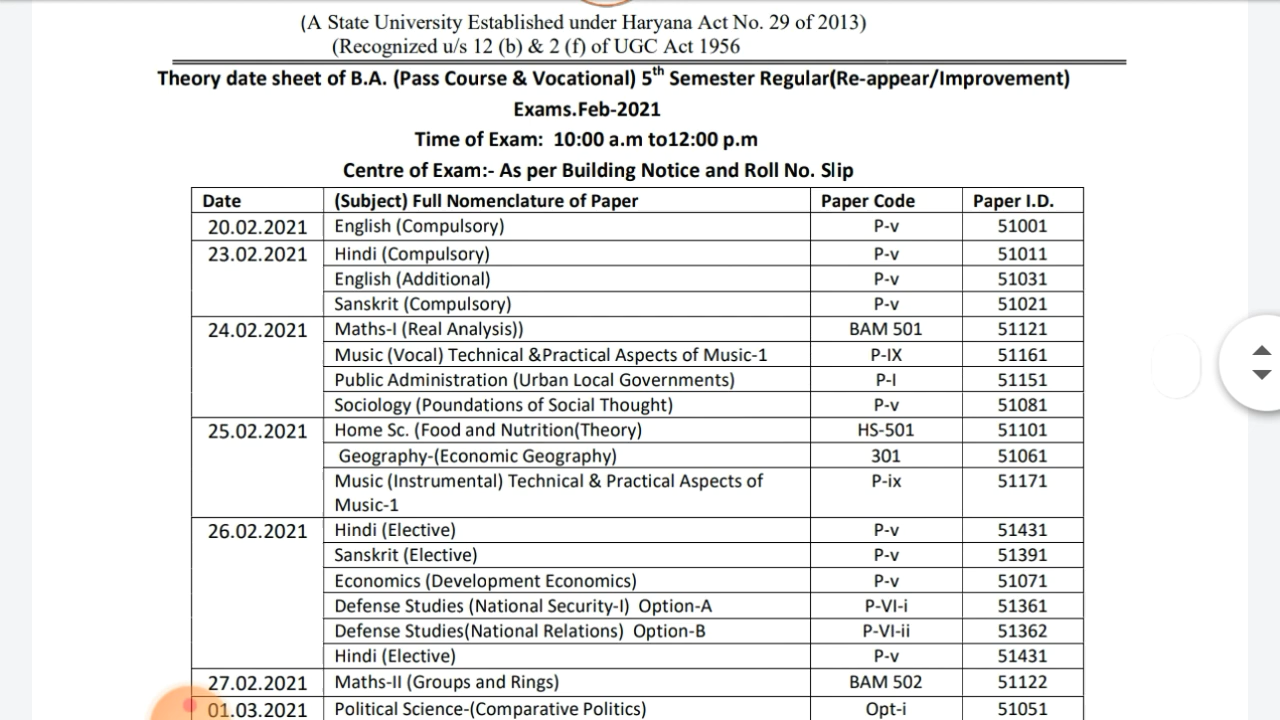 (A State University Established under Haryana Act No. 29 of 2013)
(Recognized u/s 12 (b) & 2 (f) of UGC Act 1956
Theory date sheet of B.A. (Pass Course & Vocational) 5th Semester Regular(Re-appear/Improvement)
Exams.Feb-2021
Time of Exam: 10:00 a.m to12:00 p.m
Centre of Exam:- As per Building Notice and Roll No. Slip
Date (Subject) Full Nomenclature of Paper Paper Code Paper I.D.
20.02.2021 English (Compulsory) P-v 51001
23.02.2021 Hindi (Compulsory) P-v 51011
English (Additional) P-v 51031
Sanskrit (Compulsory) P-v 51021
24.02.2021 Maths-I (Real Analysis)) BAM 501 51121
Music (Vocal) Technical &Practical Aspects of Music-1 P-IX 51161
Public Administration (Urban Local Governments) P-I 51151
Sociology (Poundations of Social Thought) P-v 51081
25.02.2021 Home Sc. (Food and Nutrition(Theory) HS-501 51101
Geography-(Economic Geography) 301 51061
Music (Instrumental) Technical & Practical Aspects of P-ix 51171
Music-1
26.02.2021 Hindi (Elective) P-v 51431
Sanskrit (Elective) P-v 51391
Economics (Development Economics) P-v 51071
Defense Studies (National Security-I) Option-A P-VI-i 51361
Defense Studies(National Relations) Option-B P-VI-ii 51362
Hindi (Elective) P-v 51431
27.02.2021 Maths-II (Groups and Rings) BAM 502 51122
01.03.2021 Political Science-(Comparative Politics) Opt-i 51051